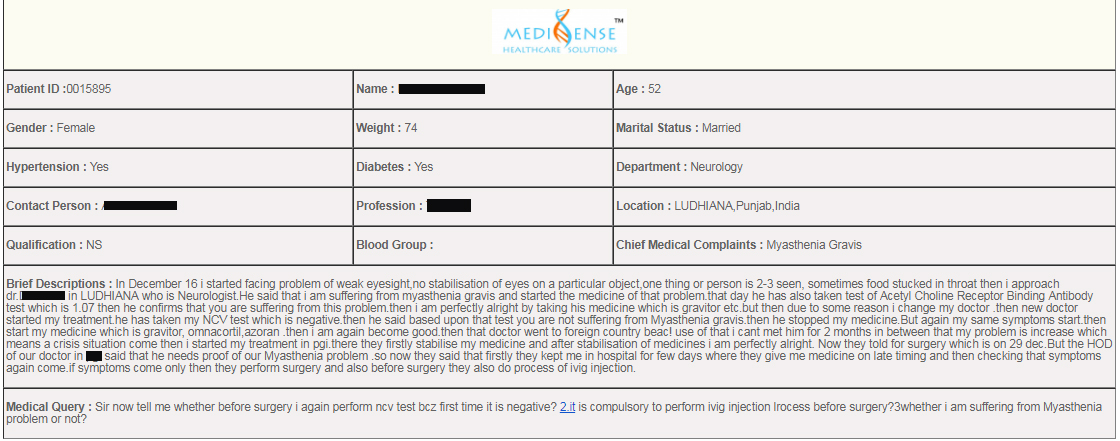 MEDISENSE ™
HEALTHCARE SOLUTIONS
Patient ID :0015895 Name : Age : 52
Gender : Female Weight : 74 Marital Status : Married
Hypertension : Yes Diabetes : Yes Department : Neurology
Contact Person : Profession : Location : LUDHIANA,Punjab,India
Qualification : NS Blood Group : Chief Medical Complaints : Myasthenia Gravis
Brief Descriptions : In December 16 i started facing problem of weak eyesight,no stabilisation of eyes on a particular object,one thing or person is 2-3 seen, sometimes food stucked in throat then i approach
dr. in LUDHIANA who is Neurologist.He said that i am suffering from myasthenia gravis and started the medicine of that problem.that day he has also taken test of Acetyl Choline Receptor Binding Antibody
test which is 1.07 then he confirms that you are suffering from this problem.then i am perfectly alright by taking his medicine which is gravitor etc.but then due to some reason i change my doctor .then new doctor
started my treatment.he has taken my NCV test which is negative.then he said based upon that test you are not suffering from Myasthenia gravis.then he stopped my medicine.But again my same symptoms start.then
start my medicine which is gravitor, omnacortil,azoran .then i am again become good.then that doctor went to foreign country beac! use of that i cant met him for 2 months in between that my problem is increase which
means a crisis situation come then i started my treatment in pgi.there they firstly stabilise my medicine and after stabilisation of medicines i am perfectly alright. Now they told for surgery which is on 29 dec.But the HOD
of our doctor in said that he needs proof of our Myasthenia problem .so now they said that firstly they kept me in hospital for few days where they give me medicine on late timing and then checking that symptoms
again come.if symptoms come only then they perform surgery and also before surgery they also do process of ivig injection.
Medical Query : Sir now tell me whether before surgery i again perform ncv test bcz first time it is negative? 2.it is compulsory to perform ivig injection lrocess before surgery?3whether i am suffering from Myasthenia
problem or not?